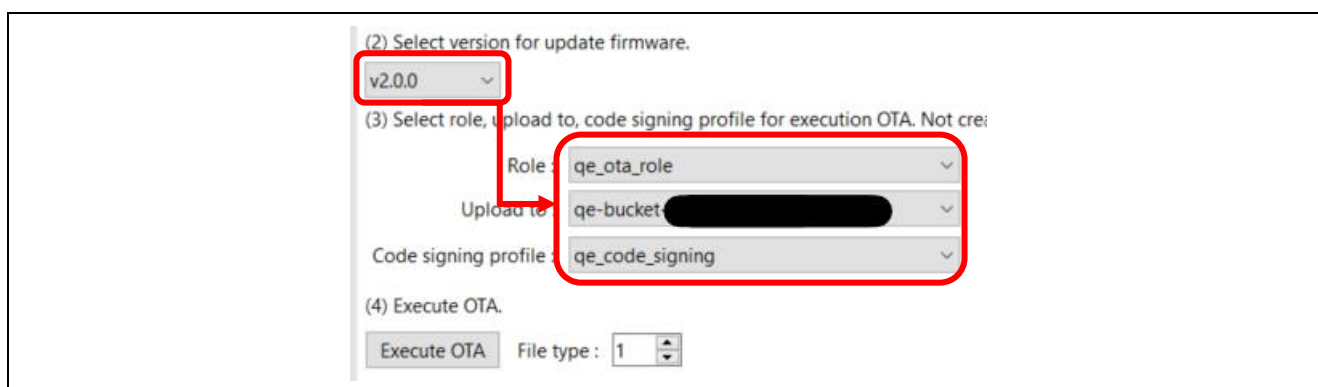 (2) Select version for update firmware.
v2.0.0
(3) Select role, upload to, code signing profile for execution OTA. Not
Role : qe_ota_role
Upload to : qe-bucket-
Code signing profile : qe_code_signing
(4) Execute OTA.
Execute OTA File type : 1